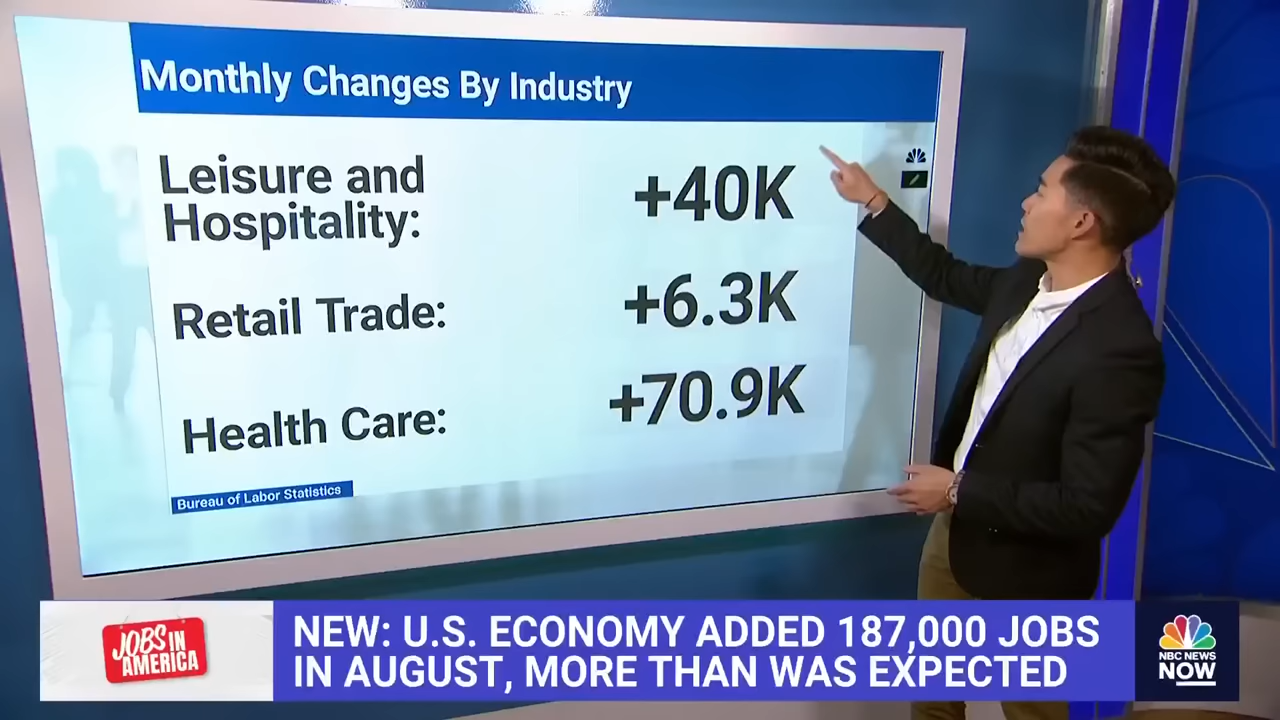 Monthly Changes By Industry
Leisure and
Hospitality:
+40K
Retail Trade:
+6.3K
Health Care:
+70.9K
Bureau of Labor Statistics
JOBS IN
AMERICA
NEW: U.S. ECONOMY ADDED 187,000 JOBS
IN AUGUST, MORE THAN WAS EXPECTED
NBC NEWS
NOW